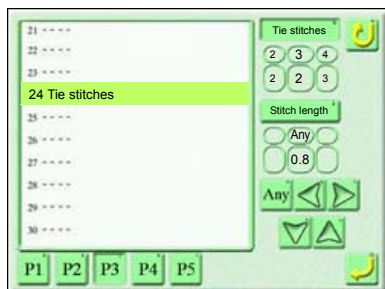 21 ----
22 ----
23 ----
24 Tie stitches
25 ----
26 ----
27 ----
28 ----
29 ----
30 ----
Tie stitches
2 3 4
2 2 3
Stitch length
Any
0.8
Any
P1 P2 P3 P4 P5